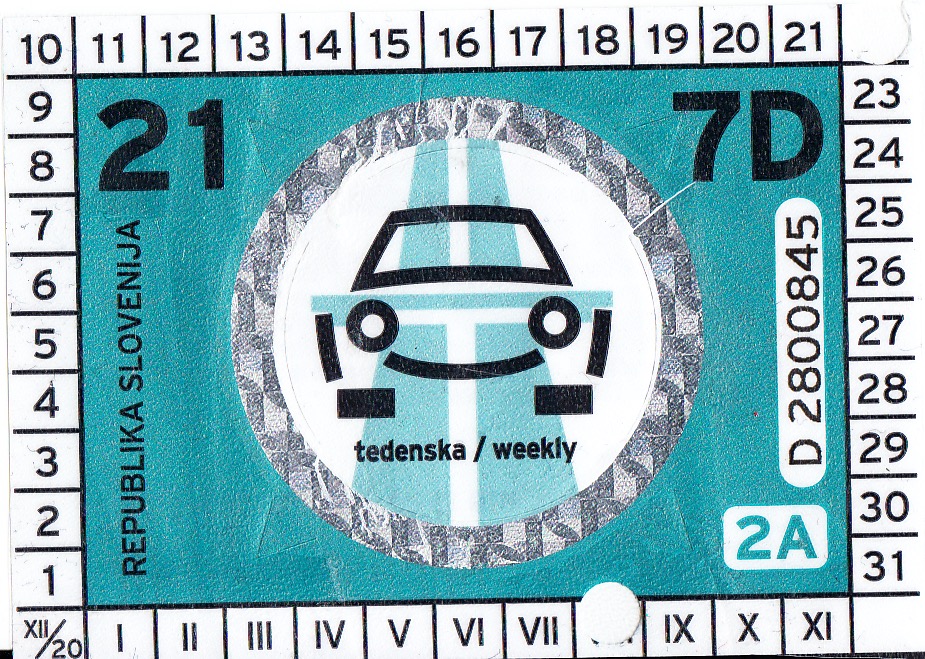 10 11 12 13 14 15 16 17 18 19 20 21
9
8
7
6
5
4
3
2
1
21
7D
REPUBLIKA SLOVENIJA
tedenska / weekly
D 2800845
2A
23
24
25
26
27
28
29
30
31
XII/20 I II III IV V VI VII IX X XI